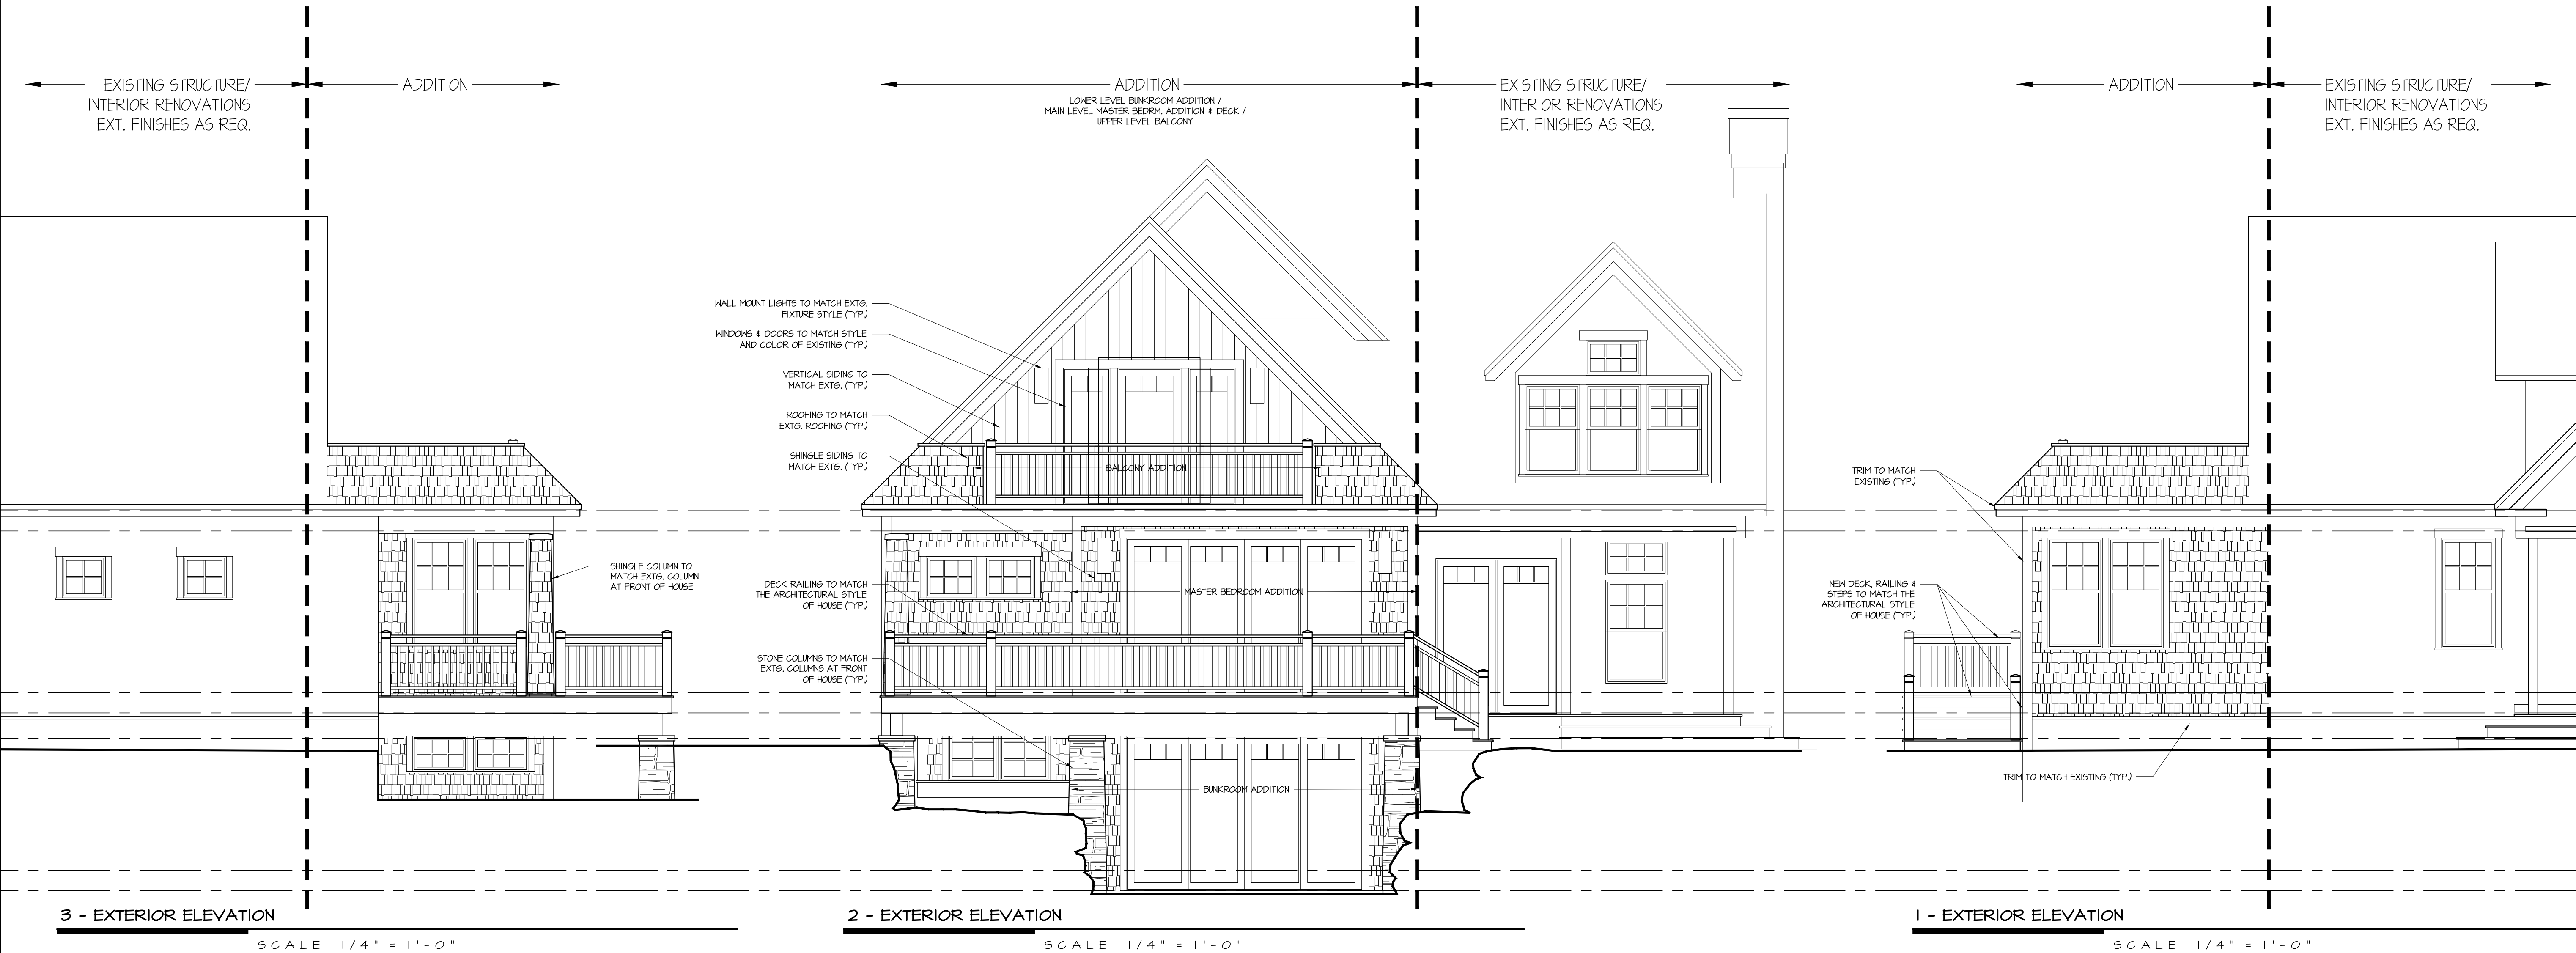 EXISTING STRUCTURE/
INTERIOR RENOVATIONS
EXT. FINISHES AS REQ.
ADDITION
SHINGLE COLUMN TO
MATCH EXTG. COLUMN
AT FRONT OF HOUSE
3 - EXTERIOR ELEVATION
SCALE 1/4" = 1'-0"
ADDITION
LOWER LEVEL BUNKROOM ADDITION /
MAIN LEVEL MASTER BEDRM. ADDITION & DECK /
UPPER LEVEL BALCONY
EXISTING STRUCTURE/
INTERIOR RENOVATIONS
EXT. FINISHES AS REQ.
WALL MOUNT LIGHTS TO MATCH EXTG.
FIXTURE STYLE (TYP.)
WINDOWS & DOORS TO MATCH STYLE
AND COLOR OF EXISTING (TYP.)
VERTICAL SIDING TO
MATCH EXTG. (TYP.)
ROOFING TO MATCH
EXTG. ROOFING (TYP.)
SHINGLE SIDING TO
MATCH EXTG. (TYP.)
BALCONY ADDITION
DECK RAILING TO MATCH
THE ARCHITECTURAL STYLE
OF HOUSE (TYP.)
MASTER BEDROOM ADDITION
STONE COLUMNS TO MATCH
EXTG. COLUMNS AT FRONT
OF HOUSE (TYP.)
BUNKROOM ADDITION
2 - EXTERIOR ELEVATION
SCALE 1/4" = 1'-0"
ADDITION
EXISTING STRUCTURE/
INTERIOR RENOVATIONS
EXT. FINISHES AS REQ.
TRIM TO MATCH
EXISTING (TYP.)
NEW DECK, RAILING &
STEPS TO MATCH THE
ARCHITECTURAL STYLE
OF HOUSE (TYP.)
TRIM TO MATCH EXISTING (TYP.)
1 - EXTERIOR ELEVATION
SCALE 1/4" = 1'-0"